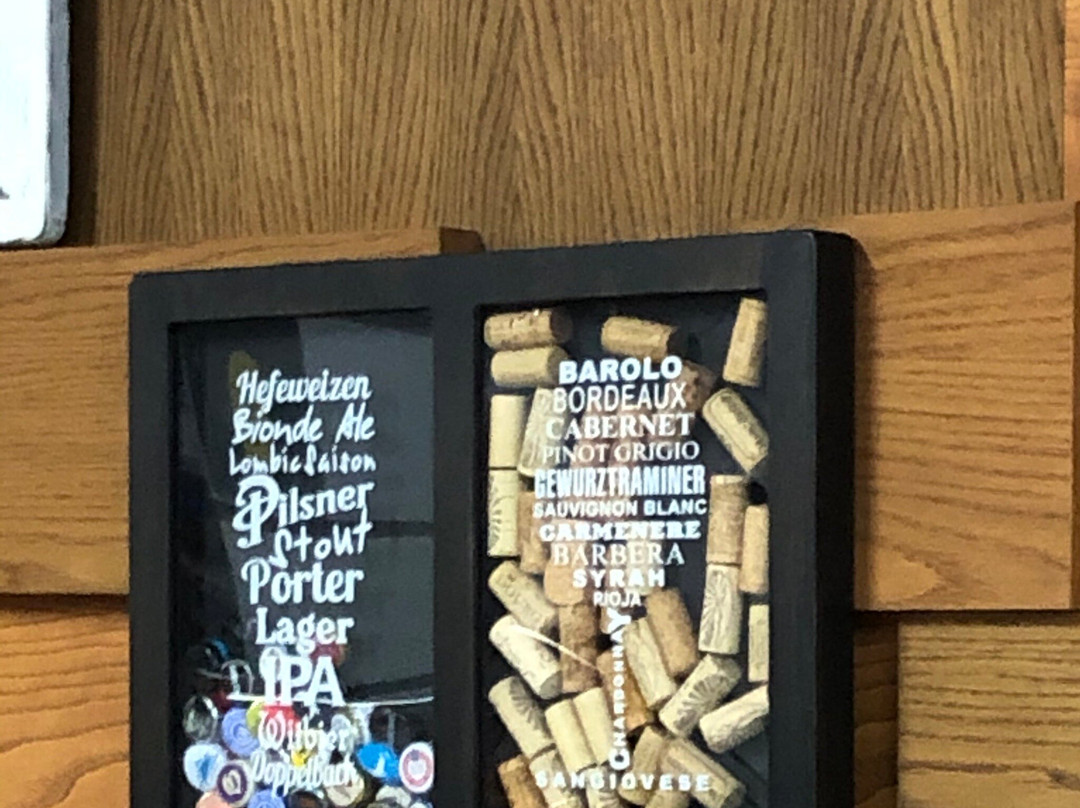 Hefeweizen
Blonde Ale
Lambic Saison
Pilsner
Stout
Porter
Lager
IPA
Witbier
Doppelbock
BAROLO
BORDEAUX
CABERNET
PINOT GRIGIO
GEWURZTRAMINER
SAUVIGNON BLANC
CARMENERE
BARBERA
SYRAH
RIOJA
CHARDONNAY
SANGIOVESE